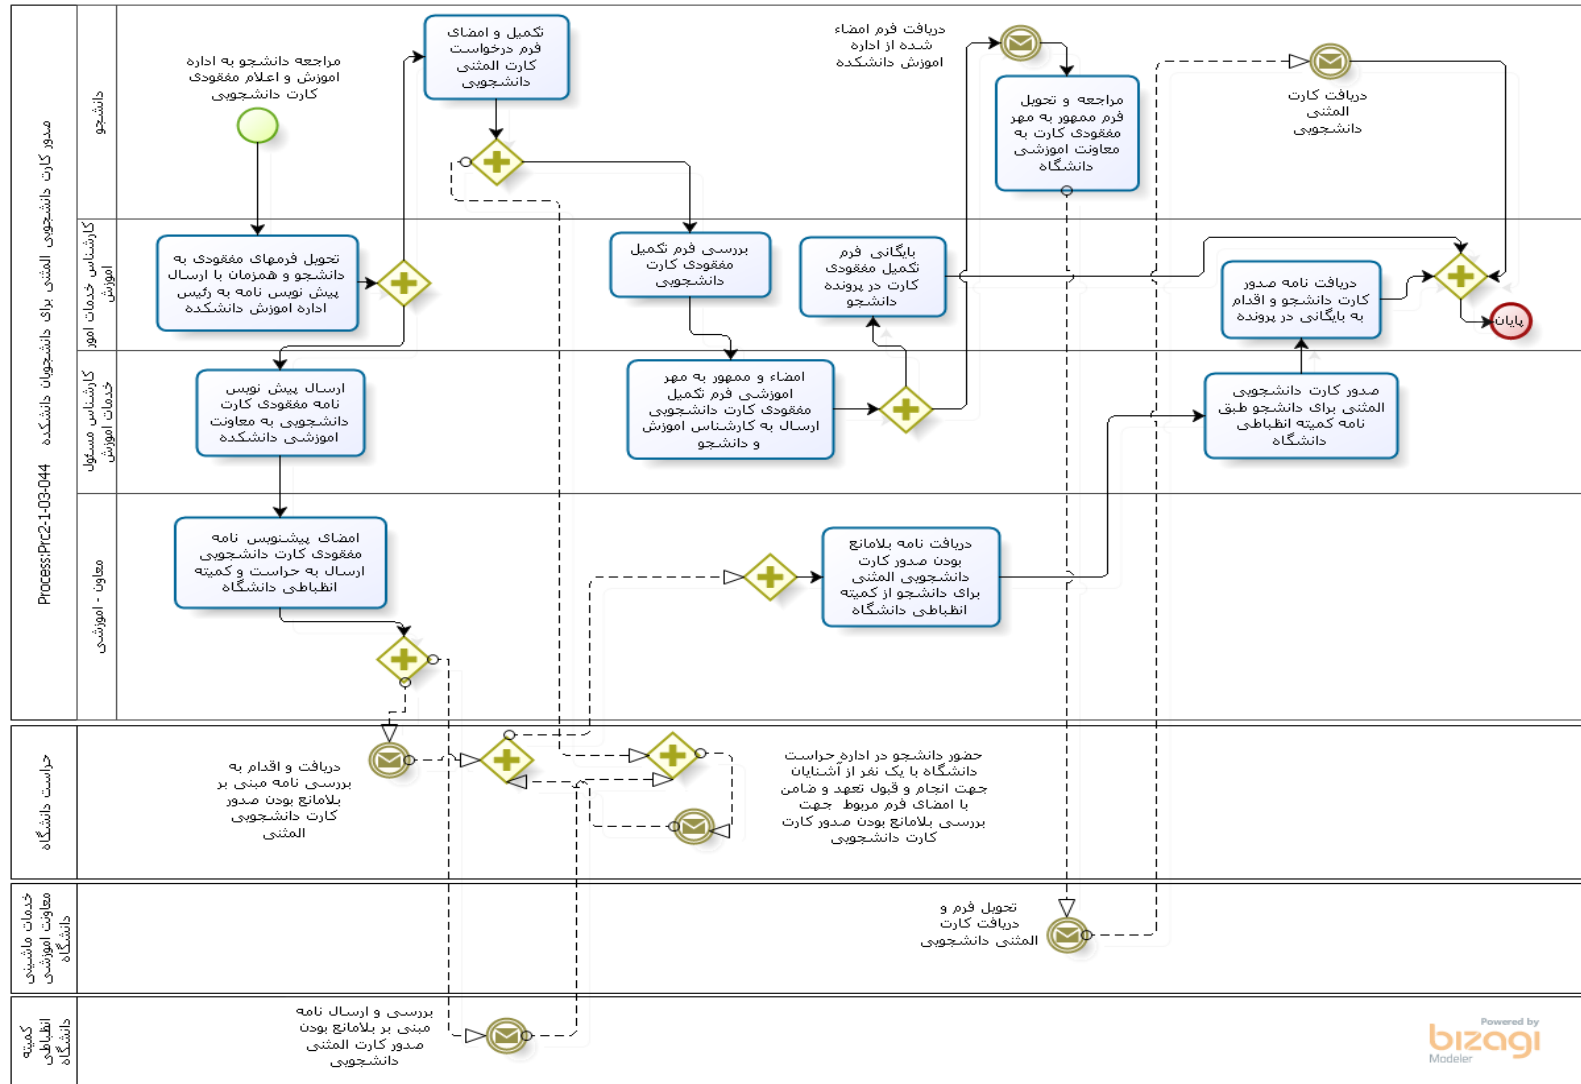 Process:Prc2-1-03-044 صدور کارت دانشجویی المثنی برای دانشجویان دانشکده
دانشجو
مراجعه دانشجو به اداره
اموزش و اعلام مفقودی
کارت دانشجویی
تکمیل و امضای
فرم درخواست
کارت المثنی
دانشجویی
دریافت فرم امضاء
شده از اداره
اموزش دانشکده
مراجعه و تحویل
فرم ممهور به مهر
مفقودی کارت به
معاونت اموزشی
دانشگاه
دریافت کارت
المثنی
دانشجویی
کارشناس خدمات امور
اموزش
تحویل فرمهای مفقودی به
دانشجو و همزمان با ارسال
پیش نویس نامه به رئیس
اداره اموزش دانشکده
بررسی فرم تکمیل
مفقودی کارت
دانشجویی
بایگانی فرم
تکمیل مفقودی
کارت در پرونده
دانشجو
دریافت نامه صدور
کارت دانشجو و اقدام
به بایگانی در پرونده
پایان
کارشناس مسئول
خدمات اموزش
ارسال پیش نویس
نامه مفقودی کارت
دانشجویی به معاونت
اموزشی دانشکده
امضاء و ممهور به مهر
اموزشی فرم تکمیل
مفقودی کارت دانشجویی
ارسال به کارشناس اموزش
و دانشجو
صدور کارت دانشجویی
المثنی برای دانشجو طبق
نامه کمیته انظباطی
دانشگاه
معاون - اموزشی
امضای پیشنویس نامه
مفقودی کارت دانشجویی
ارسال به حراست و کمیته
انظباطی دانشگاه
دریافت نامه بلامانع
بودن صدور کارت
دانشجویی المثنی
برای دانشجو از کمیته
انظباطی دانشگاه
حراست دانشگاه
دریافت و اقدام به
بررسی نامه مبنی بر
بلامانع بودن صدور
کارت دانشجویی
المثنی
حضور دانشجو در اداره حراست
دانشگاه با یک نفر از آشنایان
جهت انجام و قبول تعهد و ضامن
با امضای فرم مربوط جهت
بررسی بلامانع بودن صدور کارت
کارت دانشجویی
خدمات ماشینی
معاونت اموزشی
دانشگاه
تحویل فرم و
دریافت کارت
المثنی دانشجویی
کمیته
انظباطی
دانشگاه
بررسی و ارسال نامه
مبنی بر بلامانع بودن
صدور کارت المثنی
دانشجویی
Powered by
bizagi
Modeler